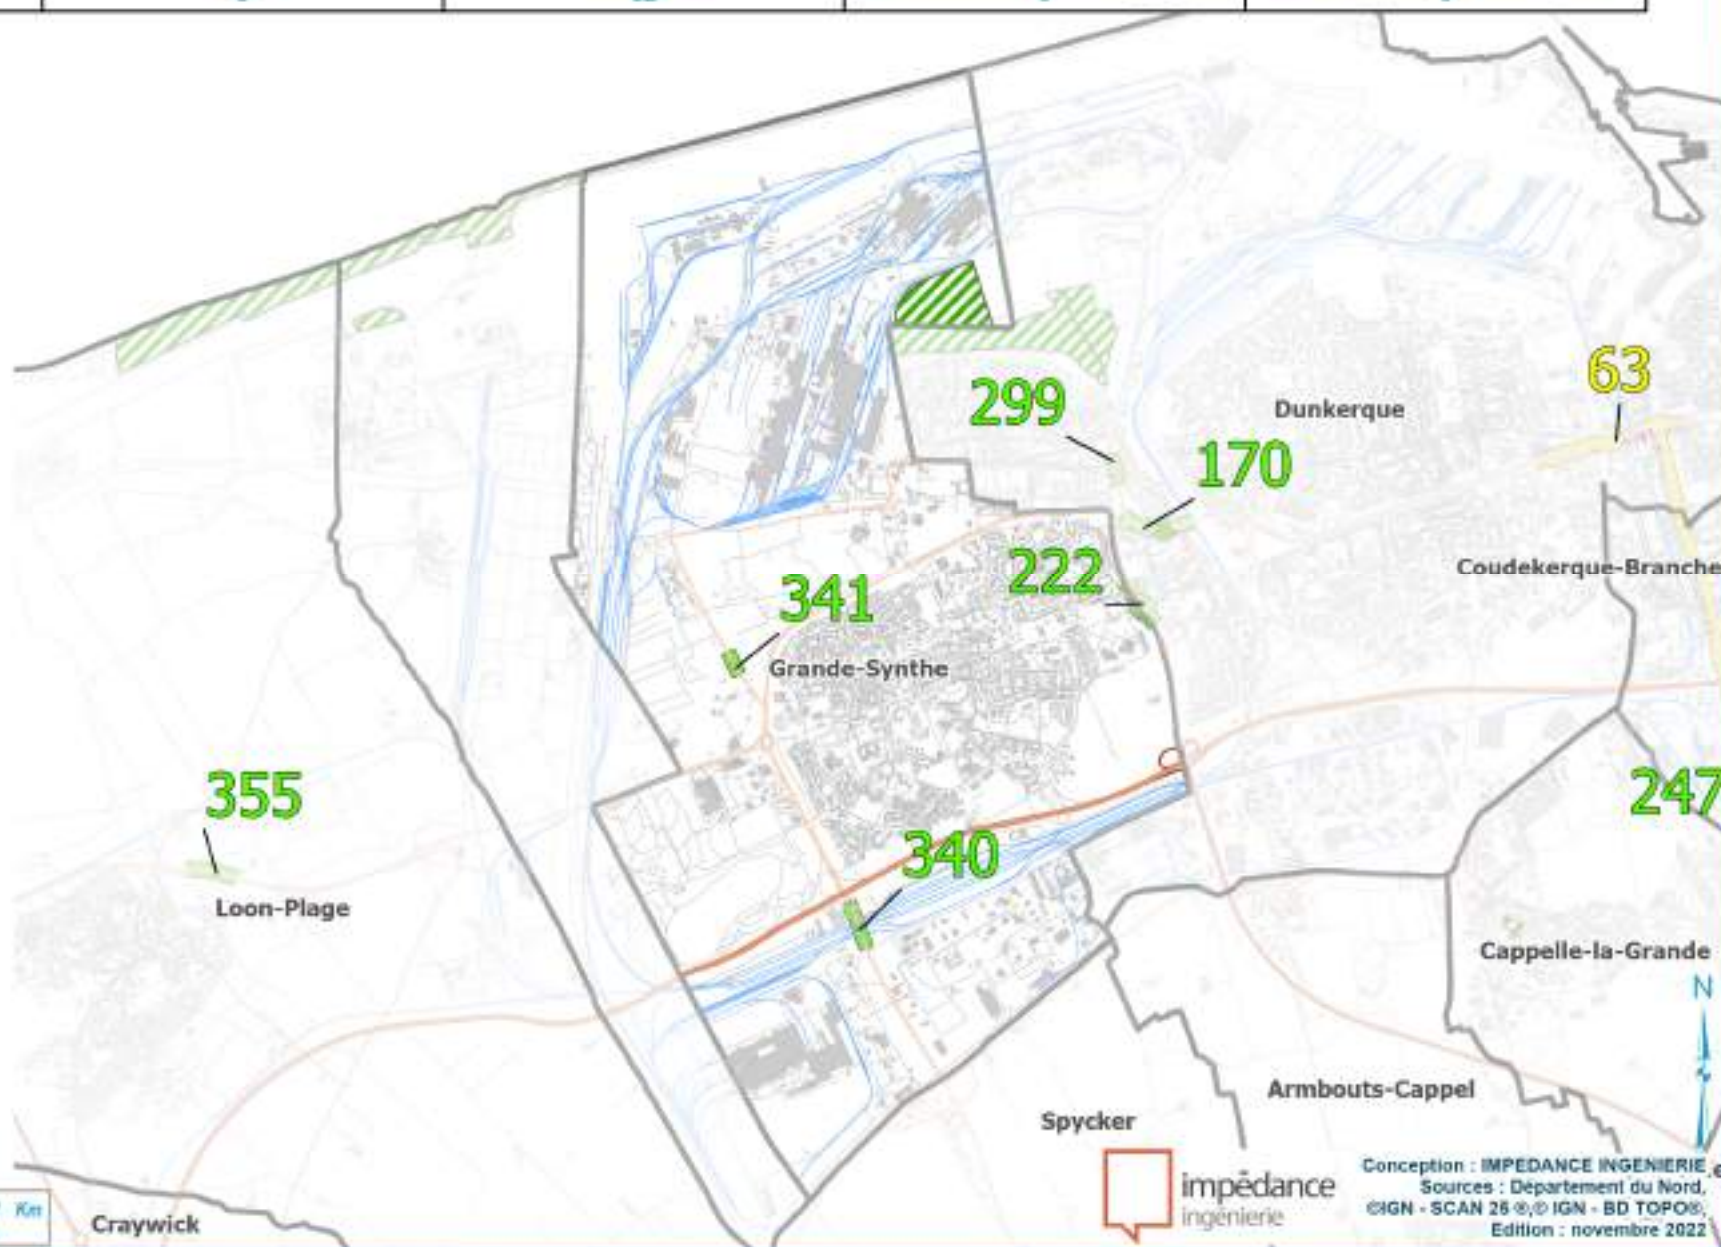 63
299
Dunkerque
170
Coudekerque-Branche
222
341
Grande-Synthe
355
247
340
Loon-Plage
Cappelle-la-Grande
N
Armbouts-Cappel
Spycker
impédance
ingénierie
Conception : IMPEDANCE INGENIERIE
Sources : Département du Nord,
©IGN - SCAN 25 ®,© IGN - BD TOPO®,
Edition : novembre 2022
Km
Craywick